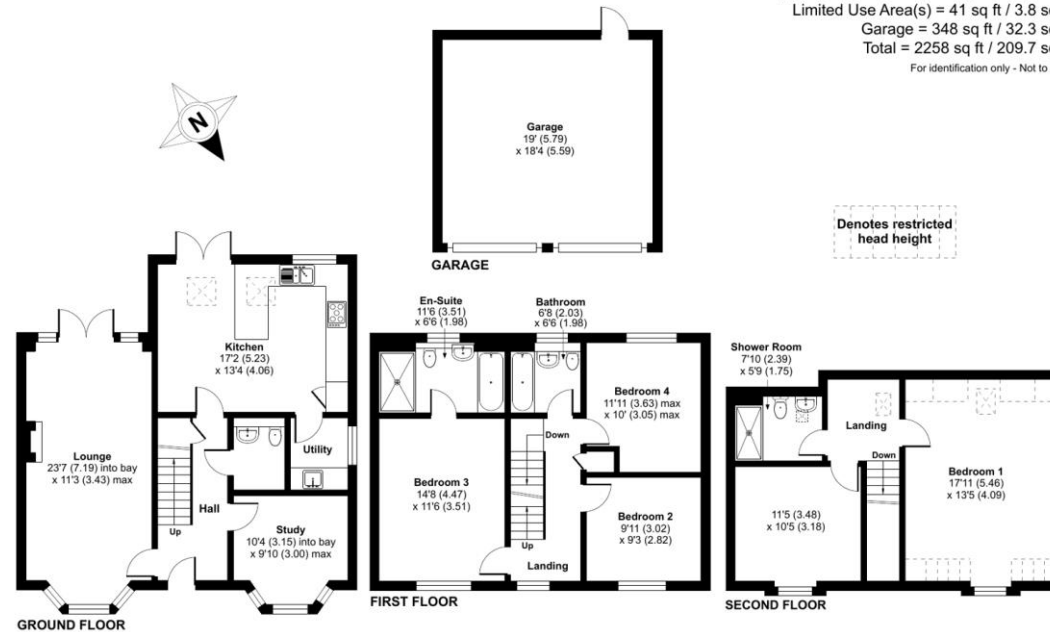 Limited Use Area(s) = 41 sq ft / 3.8 s
Garage = 348 sq ft / 32.3 s
Total = 2258 sq ft / 209.7 s
For identification only - Not to
N
Garage
19' (5.79)
x 18'4 (5.59)
GARAGE
Denotes restricted
head height
Kitchen
17'2 (5.23)
x 13'4 (4.06)
Lounge
23'7 (7.19) into bay
x 11'3 (3.43) max
Utility
Hall
Up
Study
10'4 (3.15) into bay
x 9'10 (3.00) max
GROUND FLOOR
En-Suite
11'6 (3.51)
x 6'6 (1.98)
Bathroom
6'8 (2.03)
x 6'6 (1.98)
Bedroom 4
11'11 (3.63) max
x 10' (3.05) max
Down
Bedroom 3
14'8 (4.47)
x 11'6 (3.51)
Bedroom 2
9'11 (3.02)
x 9'3 (2.82)
Up
Landing
FIRST FLOOR
Shower Room
7'10 (2.39)
x 5'9 (1.75)
Landing
Down
Bedroom 1
17'11 (5.46)
x 13'5 (4.09)
11'5 (3.48)
x 10'5 (3.18)
SECOND FLOOR